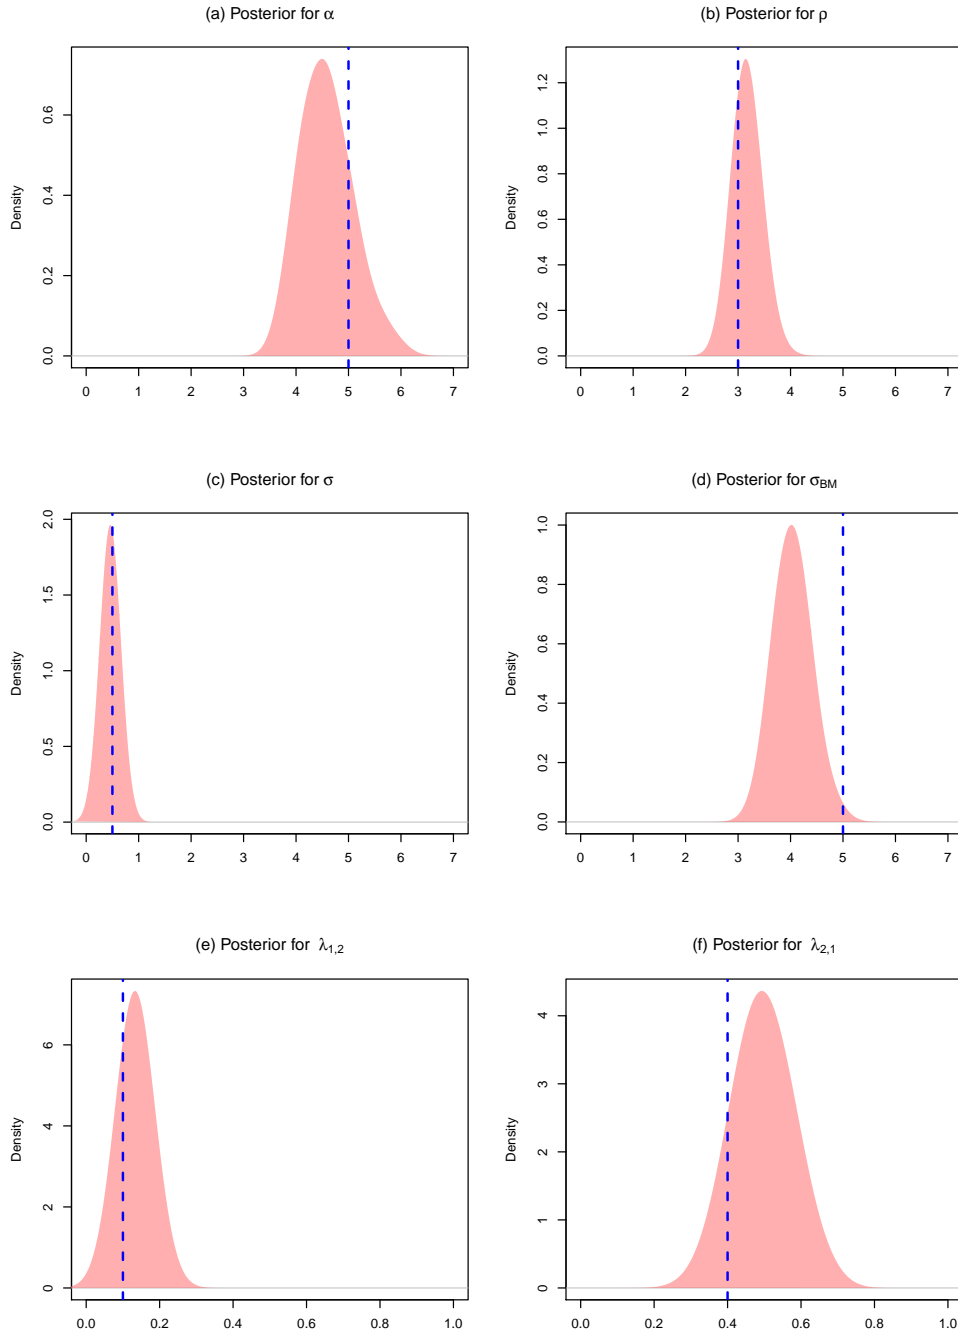 (a) Posterior for α
(b) Posterior for ρ
Density
0.0 0.2 0.4 0.6
0 1 2 3 4 5 6 7
Density
0.0 0.2 0.4 0.6 0.8 1.0 1.2
0 1 2 3 4 5 6 7
(c) Posterior for σ
(d) Posterior for σBM
Density
0.0 0.5 1.0 1.5 2.0
0 1 2 3 4 5 6 7
Density
0.0 0.2 0.4 0.6 0.8 1.0
0 1 2 3 4 5 6 7
(e) Posterior for λ1,2
(f) Posterior for λ2,1
Density
0 2 4 6
0.0 0.2 0.4 0.6 0.8 1.0
Density
0 1 2 3 4
0.0 0.2 0.4 0.6 0.8 1.0